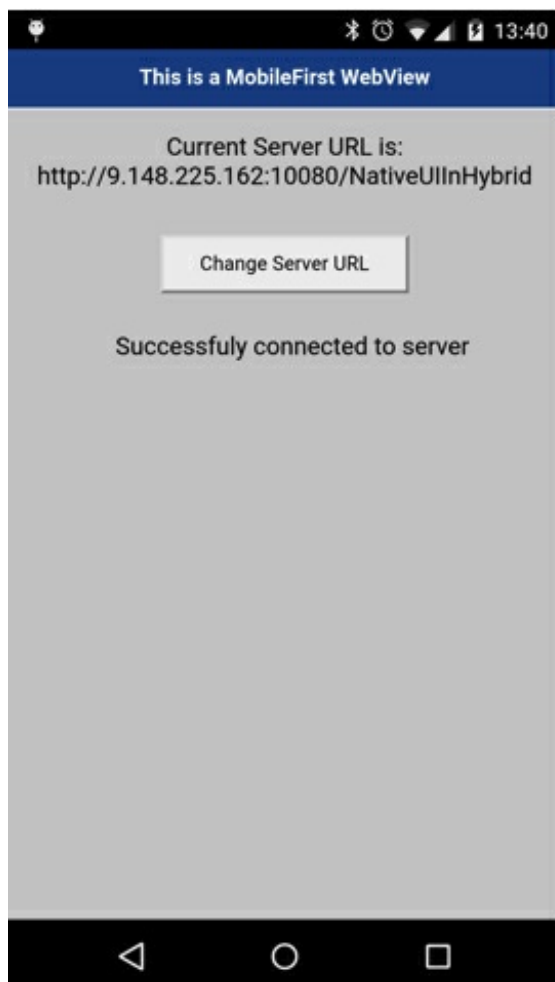 13:40
This is a MobileFirst WebView
Current Server URL is:
http://9.148.225.162:10080/NativeUIInHybrid
Change Server URL
Successfuly connected to server